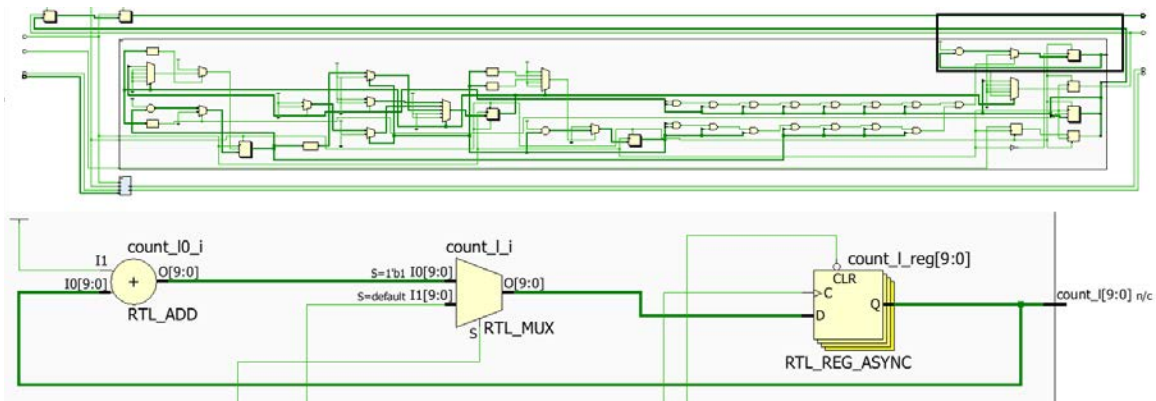 count_l0_i
I1
I0[9:0]
O[9:0]
+
RTL_ADD
count_l_i
S=1'b1 I0[9:0]
S=default I1[9:0]
O[9:0]
S
RTL_MUX
count_l_reg[9:0]
CLR
C
D
Q
RTL_REG_ASYNC
count_l[9:0] n/c